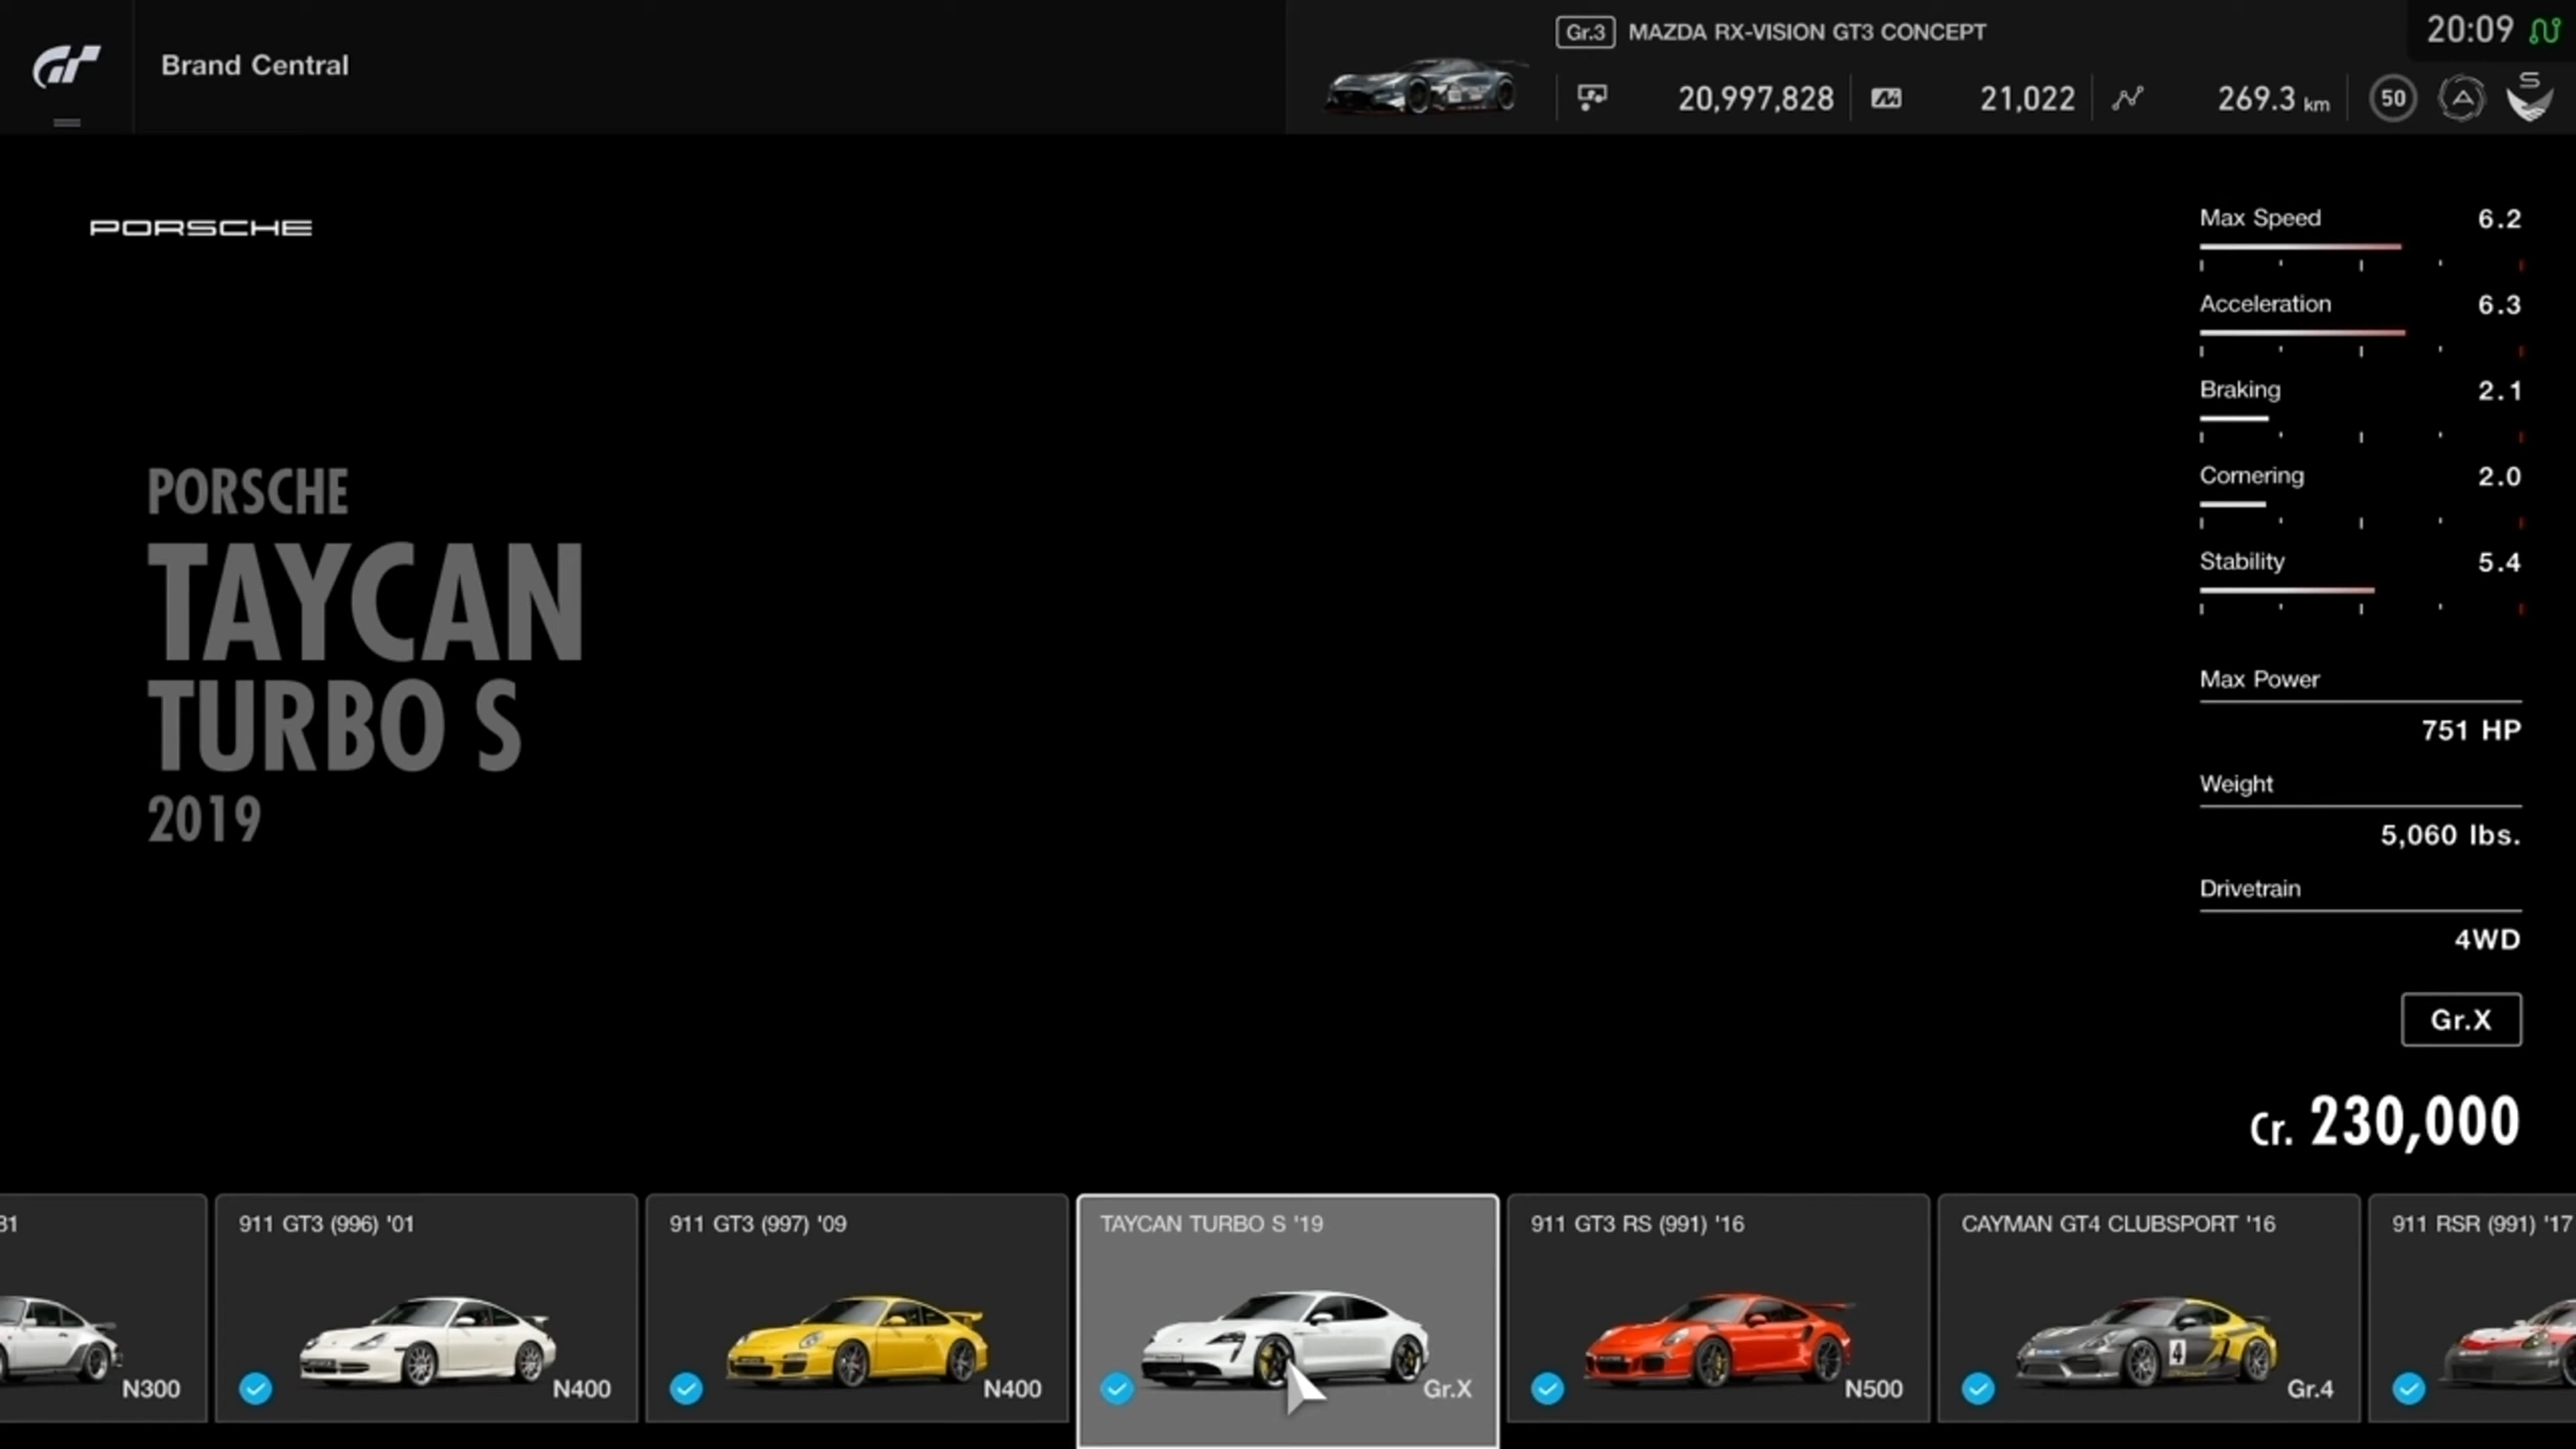 Brand Central
Gr.3 MAZDA RX-VISION GT3 CONCEPT
20:09
20,997,828
21,022
269.3 km
50
A
S
PORSCHE
PORSCHE
TAYCAN
TURBO S
2019
Max Speed 6.2
Acceleration 6.3
Braking 2.1
Cornering 2.0
Stability 5.4
Max Power
751 HP
Weight
5,060 lbs.
Drivetrain
4WD
Gr.X
Cr. 230,000
N300
911 GT3 (996) '01
N400
911 GT3 (997) '09
N400
TAYCAN TURBO S '19
Gr.X
911 GT3 RS (991) '16
N500
CAYMAN GT4 CLUBSPORT '16
4
Gr.4
911 RSR (991) '17